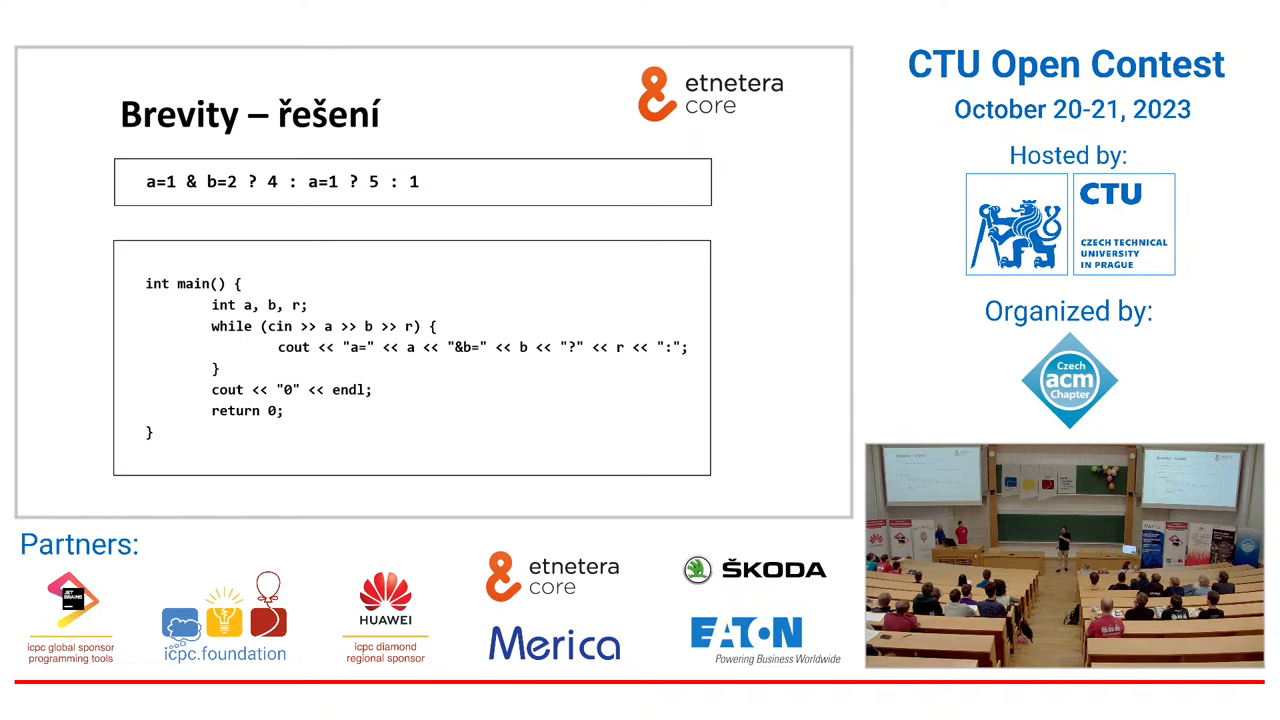 Brevity – řešení
etnetera
core
a=1 & b=2 ? 4 : a=1 ? 5 : 1
int main() {
int a, b, r;
while (cin >> a >> b >> r) {
cout << "a=" << a << "&b=" << b << "?" << r << ":";
}
cout << "0" << endl;
return 0;
}
CTU Open Contest
October 20-21, 2023
Hosted by:
CTU
CZECH TECHNICAL
UNIVERSITY
IN PRAGUE
Organized by:
Czech
acm
Chapter
Partners:
JET
BRAINS
icpc global sponsor
programming tools
icpc.foundation
HUAWEI
icpc diamond
regional sponsor
etnetera
core
Merica
ŠKODA
EATON
Powering Business Worldwide